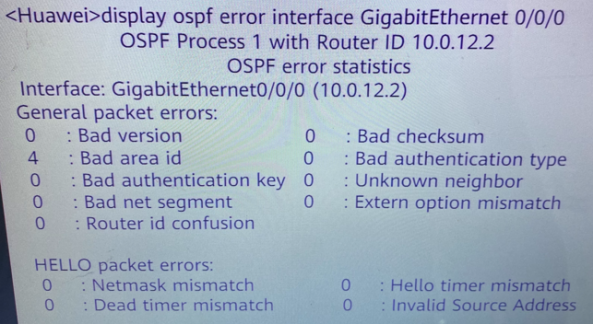 <Huawei>display ospf error interface GigabitEthernet 0/0/0
OSPF Process 1 with Router ID 10.0.12.2
OSPF error statistics
Interface: GigabitEthernet0/0/0 (10.0.12.2)
General packet errors:
0 : Bad version 0 : Bad checksum
4 : Bad area id 0 : Bad authentication type
0 : Bad authentication key 0 : Unknown neighbor
0 : Bad net segment 0 : Extern option mismatch
0 : Router id confusion
HELLO packet errors:
0 : Netmask mismatch 0 : Hello timer mismatch
0 : Dead timer mismatch 0 : Invalid Source Address